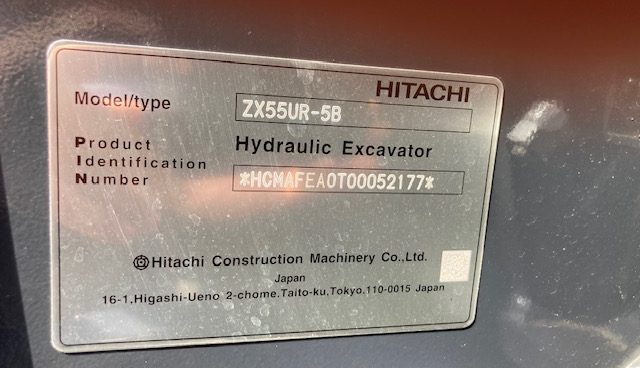 HITACHI
Model/type ZX55UR-5B
Product Hydraulic Excavator
Identification
Number *HCMAFEA0T00052177*
Hitachi Construction Machinery Co.,Ltd.
Japan
16-1,Higashi-Ueno 2-chome.Taito-ku,Tokyo.110-0015 Japan